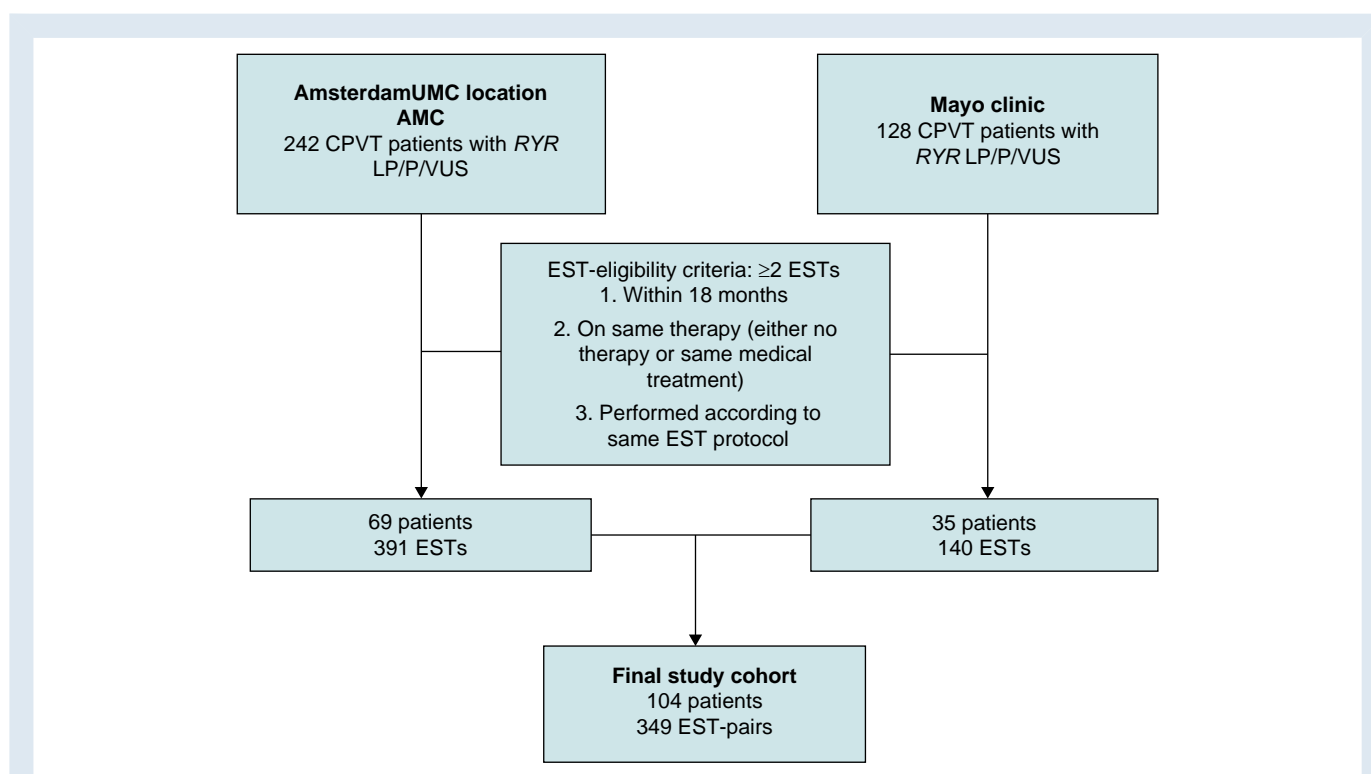 AmsterdamUMC location
AMC
242 CPVT patients with RYR
LP/P/VUS
Mayo clinic
128 CPVT patients with
RYR LP/P/VUS
EST-eligibility criteria: ≥2 ESTs
1. Within 18 months
2. On same therapy (either no
therapy or same medical
treatment)
3. Performed according to
same EST protocol
69 patients
391 ESTs
35 patients
140 ESTs
Final study cohort
104 patients
349 EST-pairs